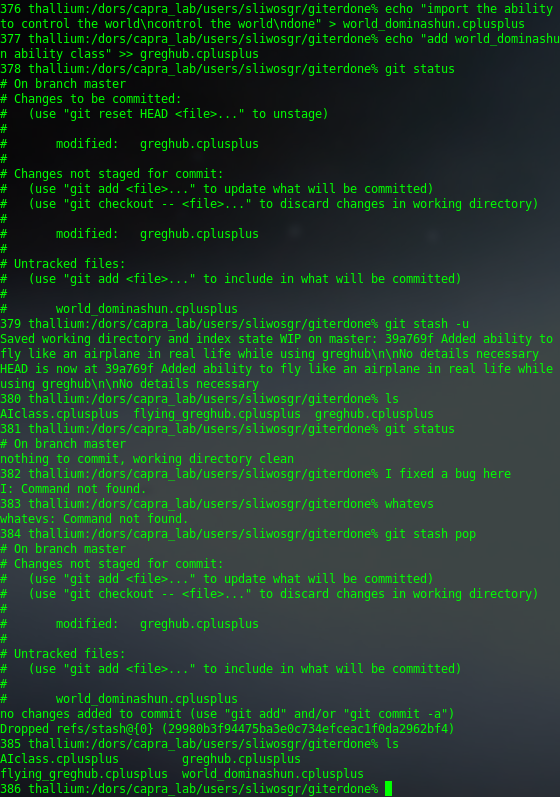 376 thallium:/dors/capra_lab/users/sliwosgr/giterdone% echo "import the ability
to control the world\ncontrol the world\ndone" > world_dominashun.cplusplus
377 thallium:/dors/capra_lab/users/sliwosgr/giterdone% echo "add world_dominashu
n ability class" >> greghub.cplusplus
378 thallium:/dors/capra_lab/users/sliwosgr/giterdone% git status
# On branch master
# Changes to be committed:
#   (use "git reset HEAD <file>..." to unstage)
#
#       modified:   greghub.cplusplus
#
# Changes not staged for commit:
#   (use "git add <file>..." to update what will be committed)
#   (use "git checkout -- <file>..." to discard changes in working directory)
#
#       modified:   greghub.cplusplus
#
# Untracked files:
#   (use "git add <file>..." to include in what will be committed)
#
#       world_dominashun.cplusplus
379 thallium:/dors/capra_lab/users/sliwosgr/giterdone% git stash -u
Saved working directory and index state WIP on master: 39a769f Added ability to
fly like an airplane in real life while using greghub\n\nNo details necessary
HEAD is now at 39a769f Added ability to fly like an airplane in real life while
using greghub\n\nNo details necessary
380 thallium:/dors/capra_lab/users/sliwosgr/giterdone% ls
AIclass.cplusplus  flying_greghub.cplusplus  greghub.cplusplus
381 thallium:/dors/capra_lab/users/sliwosgr/giterdone% git status
# On branch master
nothing to commit, working directory clean
382 thallium:/dors/capra_lab/users/sliwosgr/giterdone% I fixed a bug here
I: Command not found.
383 thallium:/dors/capra_lab/users/sliwosgr/giterdone% whatevs
whatevs: Command not found.
384 thallium:/dors/capra_lab/users/sliwosgr/giterdone% git stash pop
# On branch master
# Changes not staged for commit:
#   (use "git add <file>..." to update what will be committed)
#   (use "git checkout -- <file>..." to discard changes in working directory)
#
#       modified:   greghub.cplusplus
#
# Untracked files:
#   (use "git add <file>..." to include in what will be committed)
#
#       world_dominashun.cplusplus
no changes added to commit (use "git add" and/or "git commit -a")
Dropped refs/stash@{0} (29980b3f94475ba3e0c734efceac1f0da2962bf4)
385 thallium:/dors/capra_lab/users/sliwosgr/giterdone% ls
AIclass.cplusplus         greghub.cplusplus
flying_greghub.cplusplus  world_dominashun.cplusplus
386 thallium:/dors/capra_lab/users/sliwosgr/giterdone%